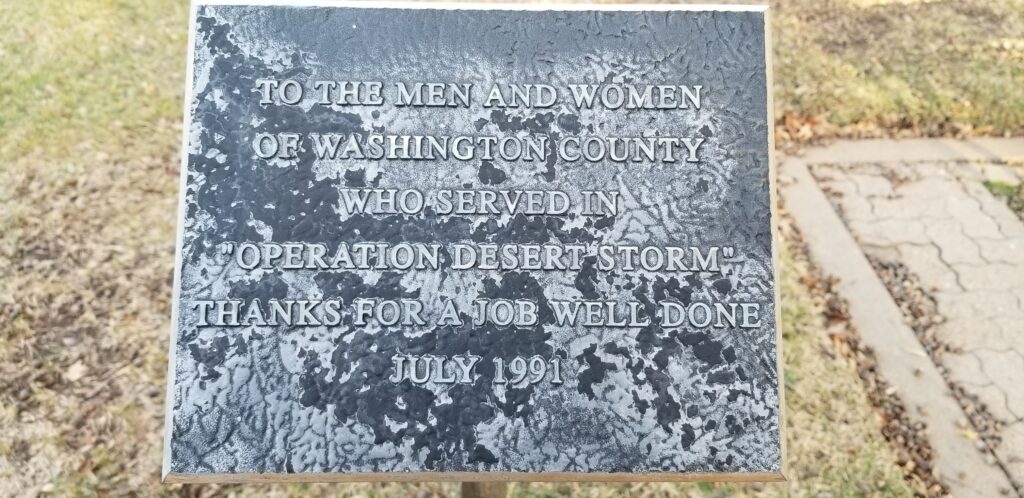 TO THE MEN AND WOMEN
OF WASHINGTON COUNTY
WHO SERVED IN
"OPERATION DESERT STORM"
THANKS FOR A JOB WELL DONE
JULY 1991